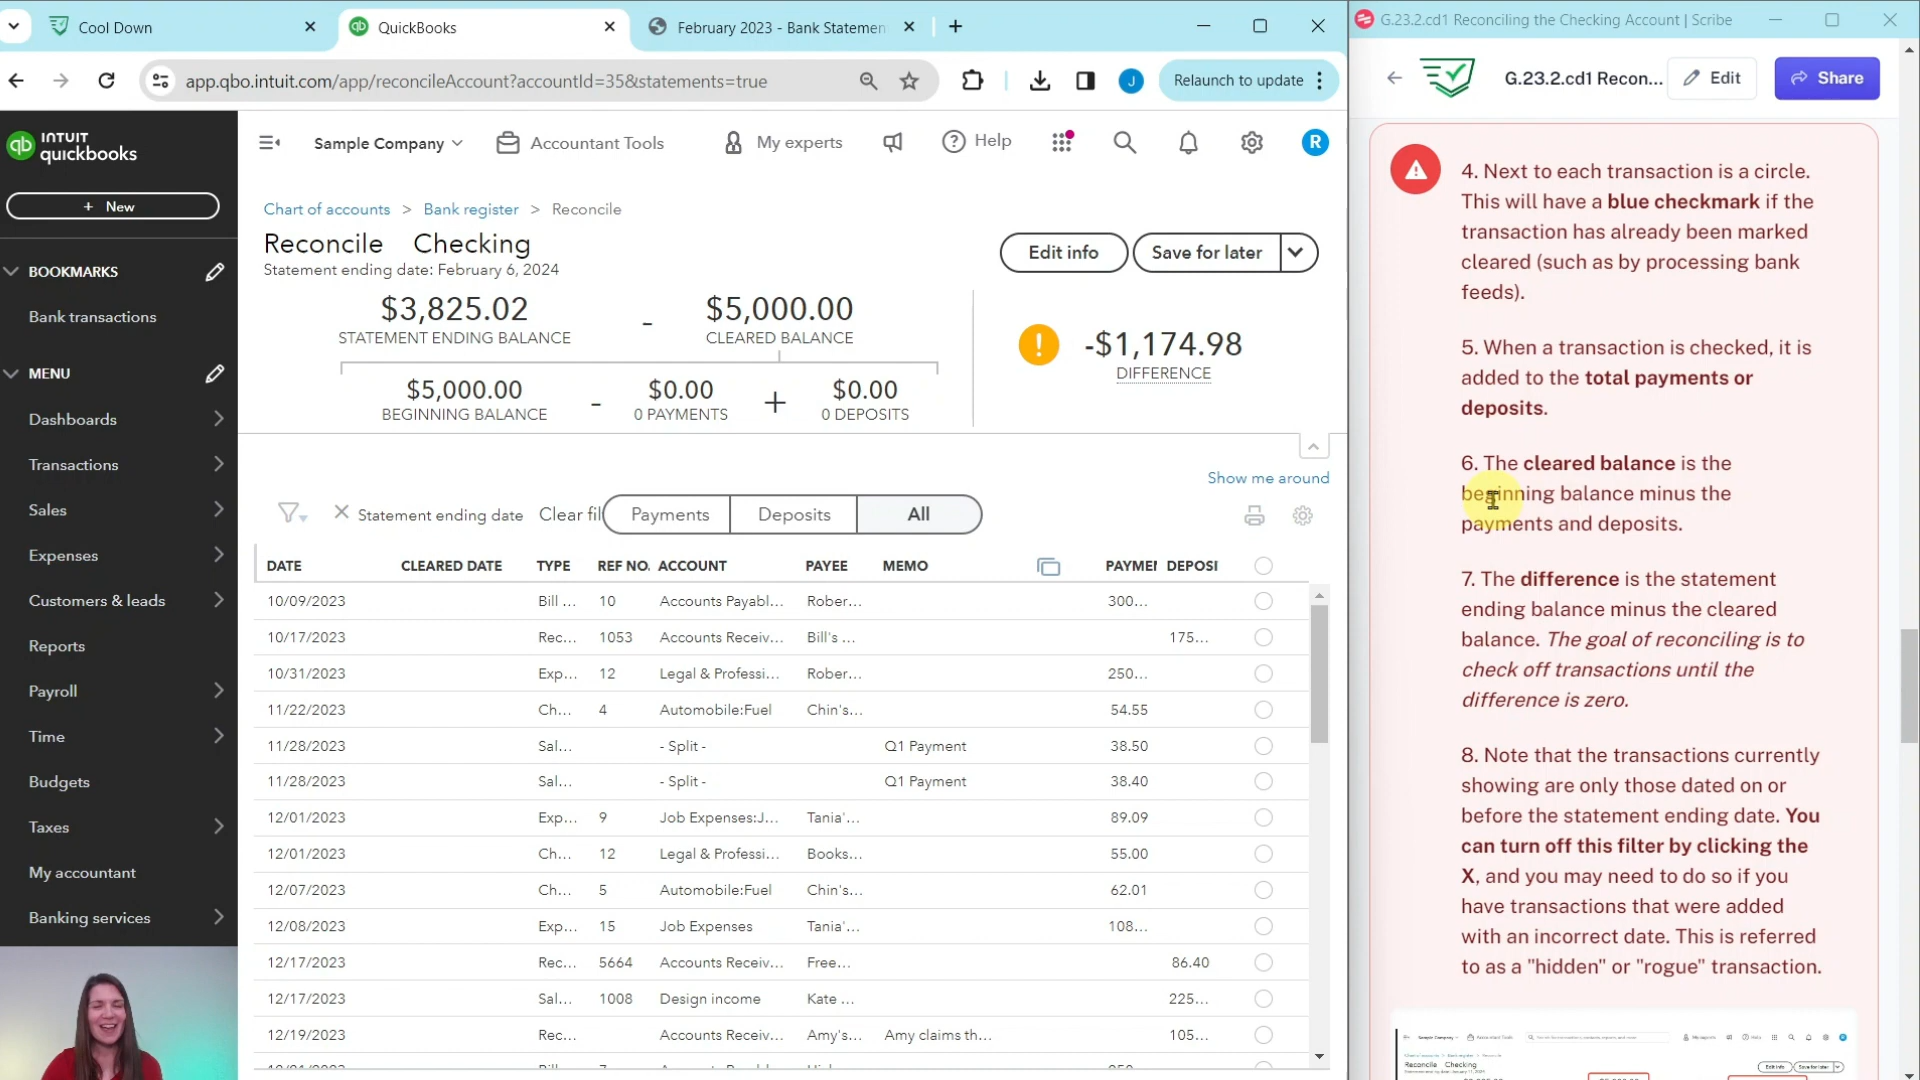 Cool Down
QuickBooks
February 2023 - Bank Statemen
G.23.2.cd1 Reconciling the Checking Account | Scribe
app.qbo.intuit.com/app/reconcileAccount?accountId=35&statements=true
J
Relaunch to update
G.23.2.cd1 Recon...
Edit
Share
INTUIT
quickbooks
Sample Company
Accountant Tools
My experts
Help
R
+ New
BOOKMARKS
Bank transactions
MENU
Dashboards
Transactions
Sales
Expenses
Customers & leads
Reports
Payroll
Time
Budgets
Taxes
My accountant
Banking services
Chart of accounts > Bank register > Reconcile
Reconcile Checking
Statement ending date: February 6, 2024
Edit info
Save for later
$3,825.02
STATEMENT ENDING BALANCE
-
$5,000.00
CLEARED BALANCE
$5,000.00
BEGINNING BALANCE
-
$0.00
0 PAYMENTS
+
$0.00
0 DEPOSITS
-$1,174.98
DIFFERENCE
Show me around
Statement ending date
Clear fil
Payments
Deposits
All
DATE CLEARED DATE TYPE REF NO. ACCOUNT PAYEE MEMO PAYMEI DEPOSI
10/09/2023 Bill ... 10 Accounts Payabl... Rober... 300...
10/17/2023 Rec... 1053 Accounts Receiv... Bill's ... 175...
10/31/2023 Exp... 12 Legal & Professi... Rober... 250...
11/22/2023 Ch... 4 Automobile:Fuel Chin's... 54.55
11/28/2023 Sal... - Split - Q1 Payment 38.50
11/28/2023 Sal... - Split - Q1 Payment 38.40
12/01/2023 Exp... 9 Job Expenses:J... Tania'... 89.09
12/01/2023 Ch... 12 Legal & Professi... Books... 55.00
12/07/2023 Ch... 5 Automobile:Fuel Chin's... 62.01
12/08/2023 Exp... 15 Job Expenses Tania'... 108...
12/17/2023 Rec... 5664 Accounts Receiv... Free... 86.40
12/17/2023 Sal... 1008 Design income Kate ... 225...
12/19/2023 Rec... Accounts Receiv... Amy's... Amy claims th... 105...
4. Next to each transaction is a circle.
This will have a blue checkmark if the
transaction has already been marked
cleared (such as by processing bank
feeds).
5. When a transaction is checked, it is
added to the total payments or
deposits.
6. The cleared balance is the
beginning balance minus the
payments and deposits.
7. The difference is the statement
ending balance minus the cleared
balance. The goal of reconciling is to
check off transactions until the
difference is zero.
8. Note that the transactions currently
showing are only those dated on or
before the statement ending date. You
can turn off this filter by clicking the
X, and you may need to do so if you
have transactions that were added
with an incorrect date. This is referred
to as a "hidden" or "rogue" transaction.
Reconcile Checking